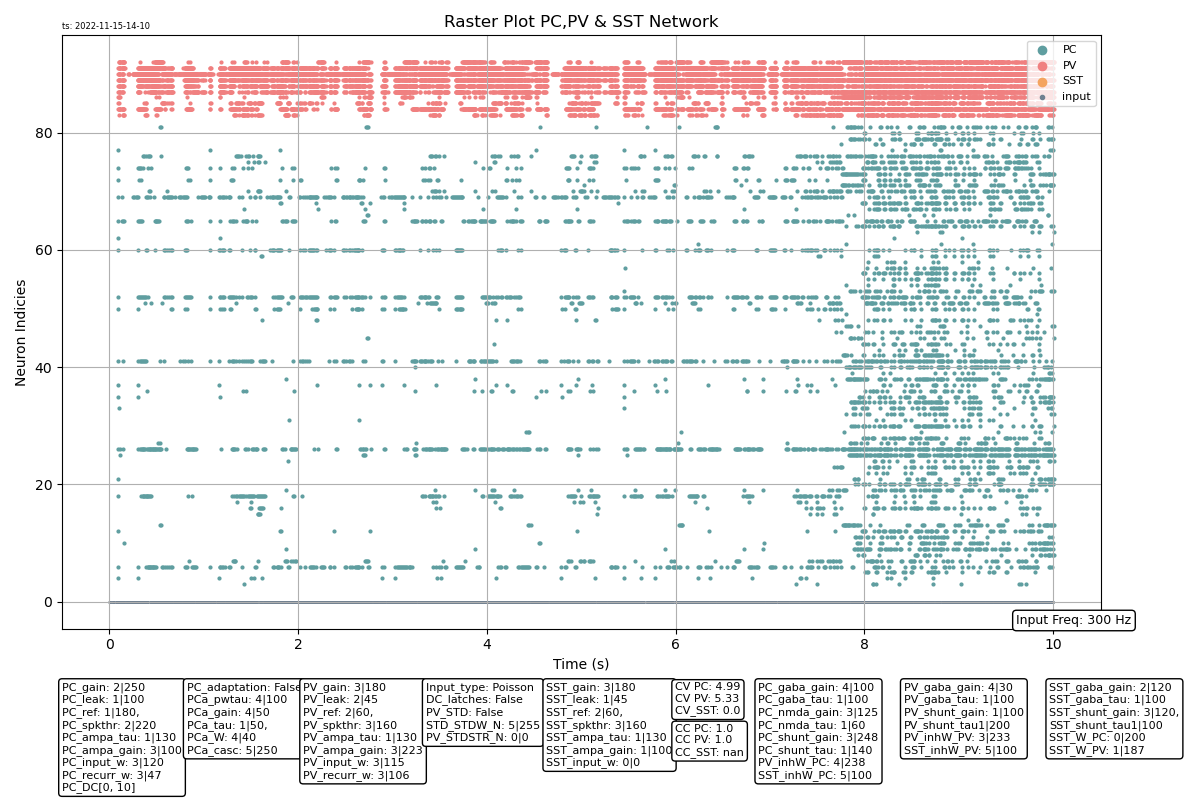 ts: 2022-11-15-14-10
Raster Plot PC,PV & SST Network
PC
PV
SST
input
Neuron Indicies
80
60
40
20
0
0
2
4
6
8
10
Time (s)
Input Freq: 300 Hz
PC_gain: 2|250
PC_leak: 1|100
PC_ref: 1|180,
PC_spkthr: 2|220
PC_ampa_tau: 1|130
PC_ampa_gain: 3|100
PC_input_w: 3|120
PC_recurr_w: 3|47
PC_DC[0, 10]
PC_adaptation: False
PCa_pwtau: 4|100
PCa_gain: 4|50
PCa_tau: 1|50,
PCa_W: 4|40
PCa_casc: 5|250
PV_gain: 3|180
PV_leak: 2|45
PV_ref: 2|60,
PV_spkthr: 3|160
PV_ampa_tau: 1|130
PV_ampa_gain: 3|223
PV_input_w: 3|115
PV_recurr_w: 3|106
Input_type: Poisson
DC_latches: False
PV_STD: False
STD_STDW_N: 5|255
PV_STDSTR_N: 0|0
SST_gain: 3|180
SST_leak: 1|45
SST_ref: 2|60,
SST_spkthr: 3|160
SST_ampa_tau: 1|130
SST_ampa_gain: 1|100
SST_input_w: 0|0
CV PC: 4.99
CV PV: 5.33
CV_SST: 0.0
CC PC: 1.0
CC PV: 1.0
CC_SST: nan
PC_gaba_gain: 4|100
PC_gaba_tau: 1|100
PC_nmda_gain: 3|125
PC_nmda_tau: 1|60
PC_shunt_gain: 3|248
PC_shunt_tau: 1|140
PV_inhW_PC: 4|238
SST_inhW_PC: 5|100
PV_gaba_gain: 4|30
PV_gaba_tau: 1|100
PV_shunt_gain: 1|100
PV_shunt_tau1|200
PV_inhW_PV: 3|233
SST_inhW_PV: 5|100
SST_gaba_gain: 2|120
SST_gaba_tau: 1|100
SST_shunt_gain: 3|120,
SST_shunt_tau1|100
SST_W_PC: 0|200
SST_W_PV: 1|187